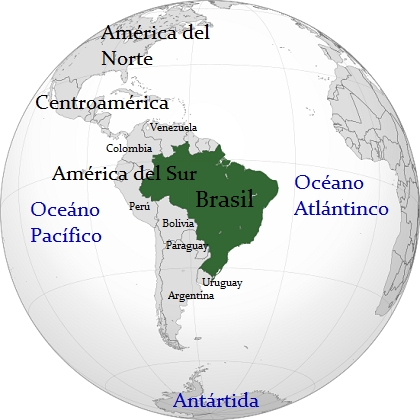 América del
Norte
Centroamérica
Venezuela
Colombia
América del Sur
Brasil
Océano
Atlántinco
Oceáno
Pacífico
Perú
Bolivia
Paraguay
Uruguay
Argentina
Antártida